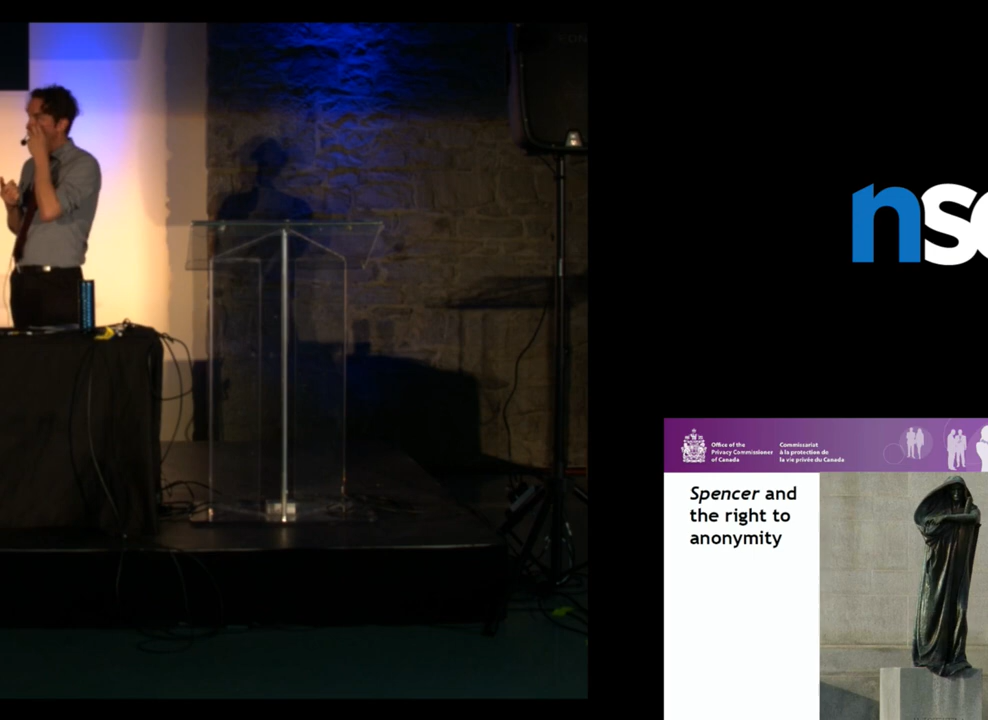 nse
Office of the
Privacy Commissioner
of Canada
Commissariat
à la protection de
la vie privée du Canada
Spencer and
the right to
anonymity